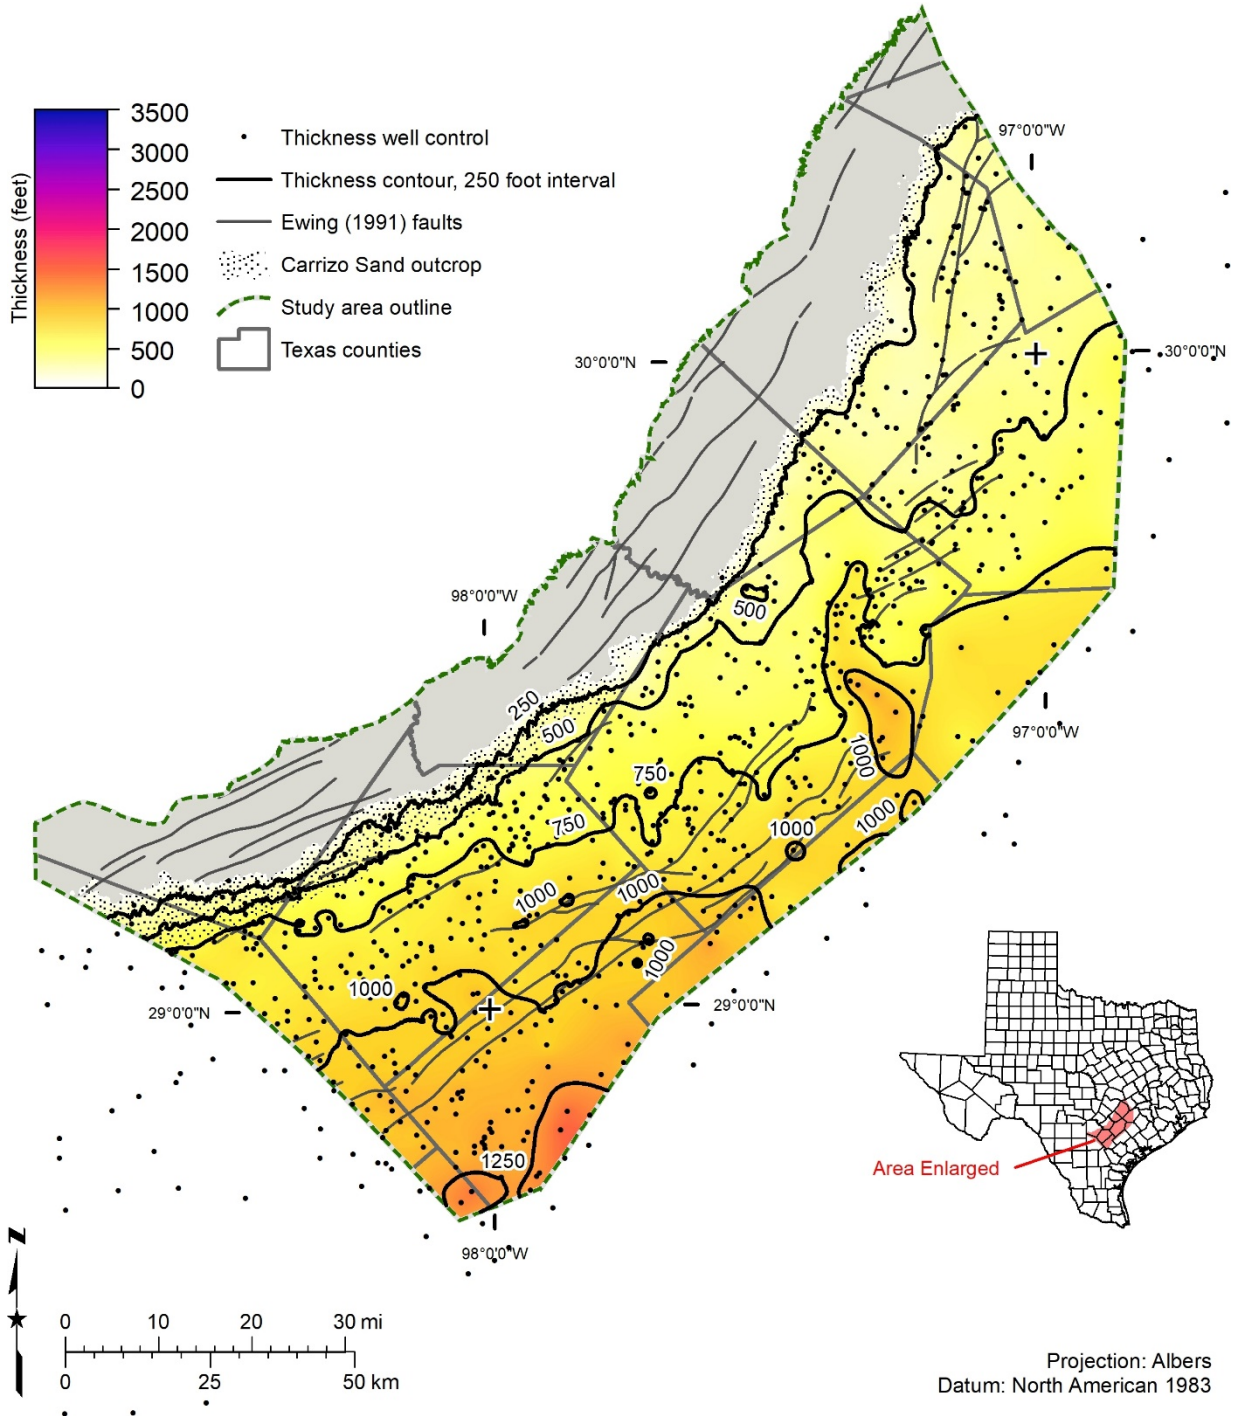 3500
3000
2500
2000
1500
1000
500
0
Thickness (feet)
Thickness well control
Thickness contour, 250 foot interval
Ewing (1991) faults
Carrizo Sand outcrop
Study area outline
Texas counties
97°0'0"W
30°0'0"N
30°0'0"N
98°0'0"W
500
250
500
97°0'0"W
1000
750
750
1000
1000
1000
1000
1000
1000
29°0'0"N
29°0'0"N
1250
98°0'0"W
Area Enlarged
N
0 10 20 30 mi
0 25 50 km
Projection: Albers
Datum: North American 1983